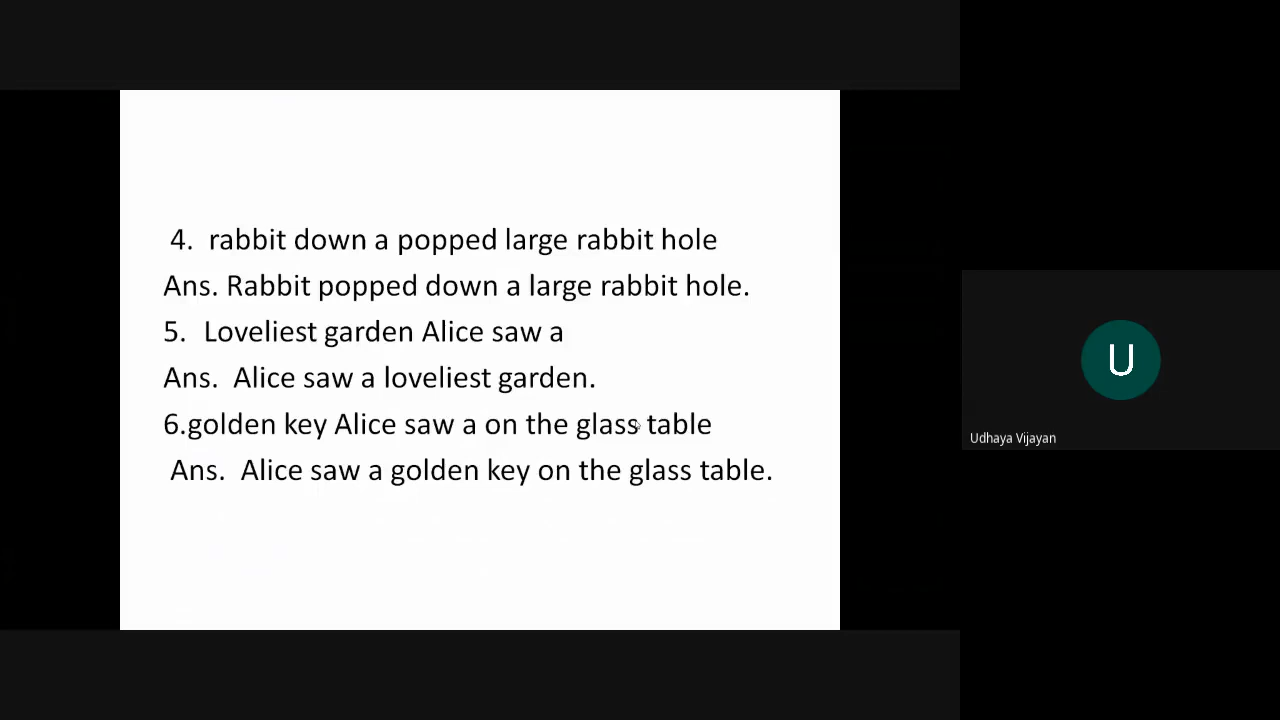 4. rabbit down a popped large rabbit hole
Ans. Rabbit popped down a large rabbit hole.
5. Loveliest garden Alice saw a
Ans. Alice saw a loveliest garden.
6.golden key Alice saw a on the glass table
Ans. Alice saw a golden key on the glass table.
U
Udhaya Vijayan